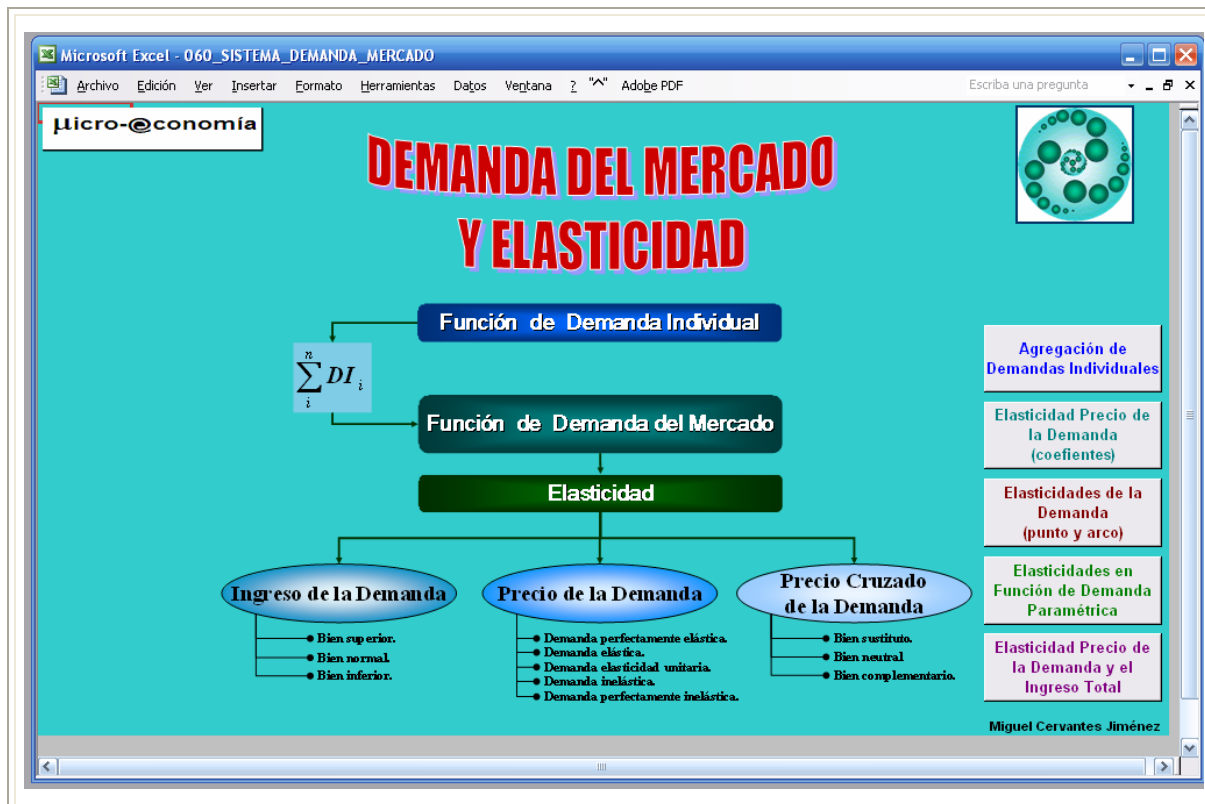 Microsoft Excel - 060_SISTEMA_DEMANDA_MERCADO
Archivo Edición Ver Insertar Formato Herramientas Datos Ventana ? "^" Adobe PDF Escriba una pregunta
µicro-@conomía
DEMANDA DEL MERCADO
Y ELASTICIDAD
Función de Demanda Individual
n
∑ DI i
i
Función de Demanda del Mercado
Elasticidad
Ingreso de la Demanda
Bien superior.
Bien normal.
Bien inferior.
Precio de la Demanda
Demanda perfectamente elástica.
Demanda elástica.
Demanda elasticidad unitaria.
Demanda inelástica.
Demanda perfectamente inelástica.
Precio Cruzado
de la Demanda
Bien sustituto.
Bien neutral
Bien complementario.
Agregación de
Demandas Individuales
Elasticidad Precio de
la Demanda
(coefientes)
Elasticidades de la
Demanda
(punto y arco)
Elasticidades en
Función de Demanda
Paramétrica
Elasticidad Precio de
la Demanda y el
Ingreso Total
Miguel Cervantes Jiménez